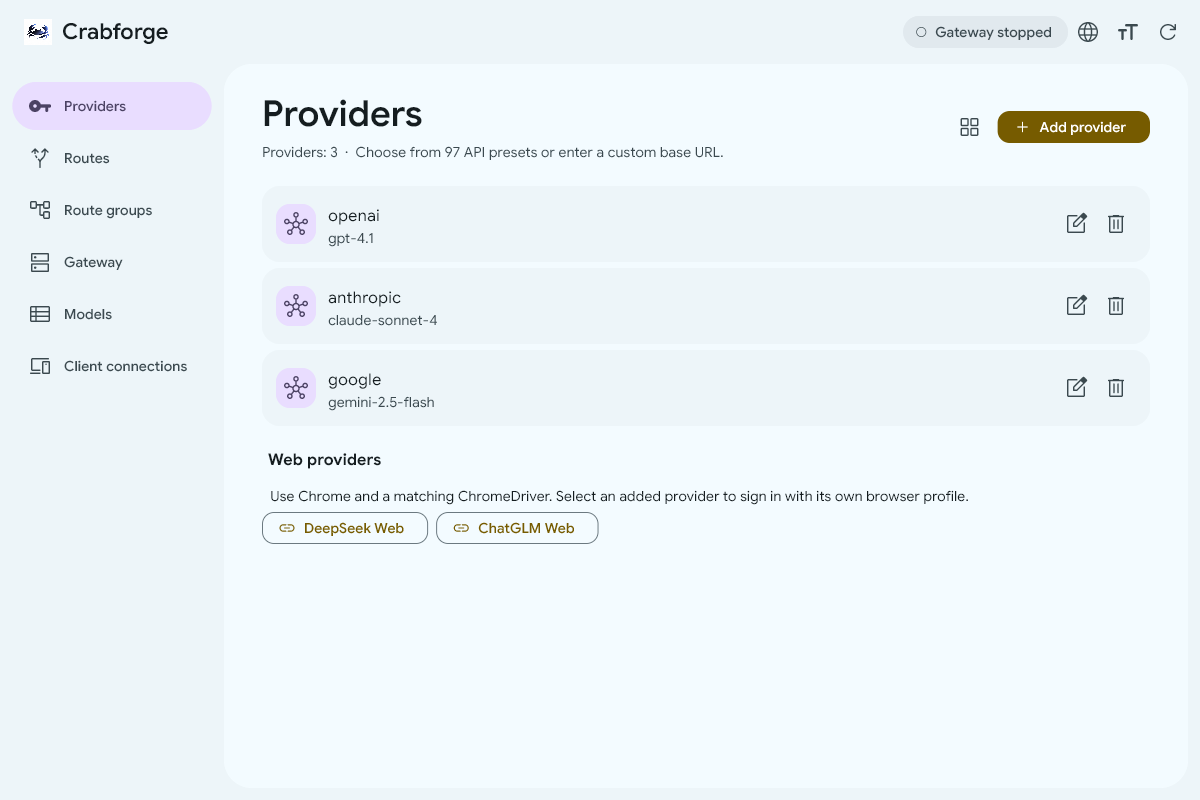 Crabforge
Gateway stopped
Providers
Routes
Route groups
Gateway
Models
Client connections
Providers
Providers: 3 · Choose from 97 API presets or enter a custom base URL.
Add provider
openai
gpt-4.1
anthropic
claude-sonnet-4
google
gemini-2.5-flash
Web providers
Use Chrome and a matching ChromeDriver. Select an added provider to sign in with its own browser profile.
DeepSeek Web
ChatGLM Web